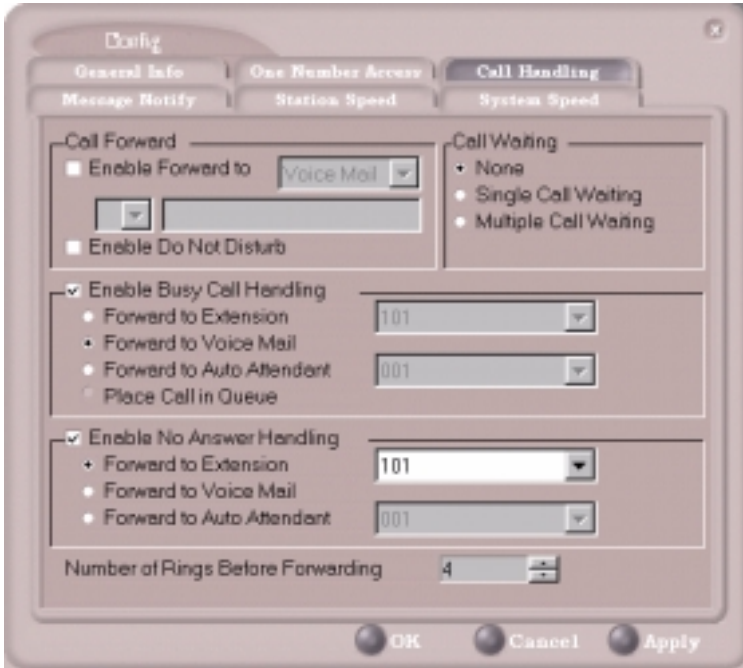 Config
General Info
One Number Access
Call Handling
Message Notify
Station Speed
System Speed
Call Forward
Enable Forward to
Voice Mail
Enable Do Not Disturb
Call Waiting
None
Single Call Waiting
Multiple Call Waiting
Enable Busy Call Handling
Forward to Extension
101
Forward to Voice Mail
Forward to Auto Attendant
001
Place Call in Queue
Enable No Answer Handling
Forward to Extension
101
Forward to Voice Mail
Forward to Auto Attendant
001
Number of Rings Before Forwarding
4
OK
Cancel
Apply